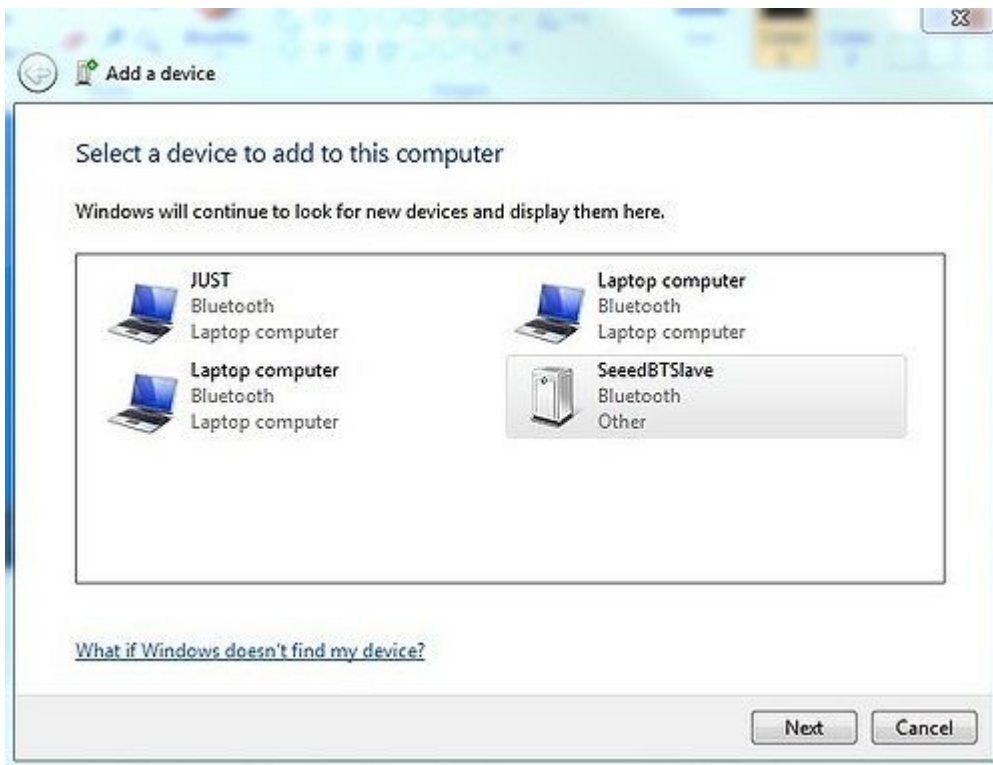 Add a device
Select a device to add to this computer
Windows will continue to look for new devices and display them here.
JUST
Bluetooth
Laptop computer
Laptop computer
Bluetooth
Laptop computer
Laptop computer
Bluetooth
Laptop computer
SeeedBTSlave
Bluetooth
Other
What if Windows doesn't find my device?
Next
Cancel